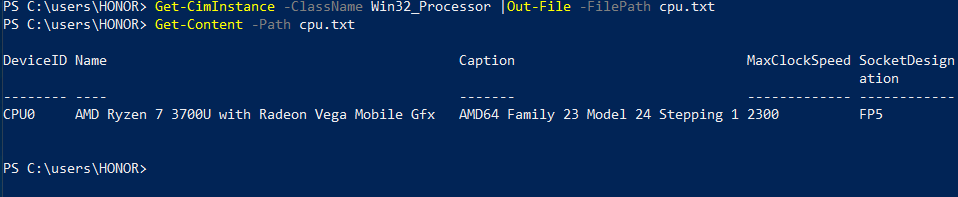 PS C:\users\HONOR> Get-CimInstance -ClassName Win32_Processor |Out-File -FilePath cpu.txt
PS C:\users\HONOR> Get-Content -Path cpu.txt
DeviceID Name Caption MaxClockSpeed SocketDesign
ation
-------- ---- ------- ------------- ------------
CPU0 AMD Ryzen 7 3700U with Radeon Vega Mobile Gfx AMD64 Family 23 Model 24 Stepping 1 2300 FP5
PS C:\users\HONOR>